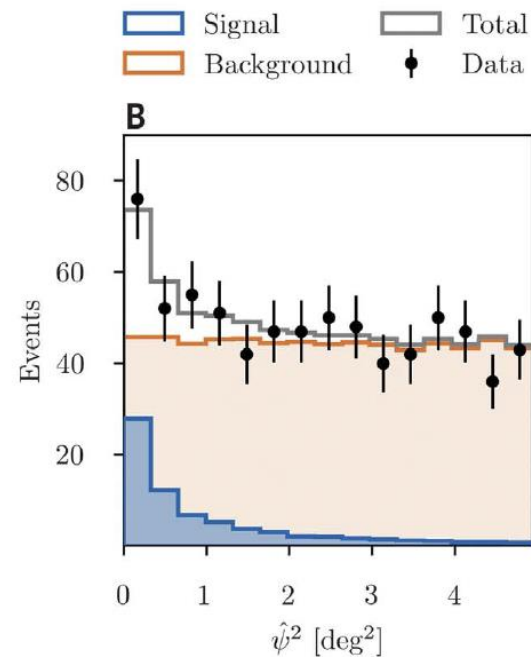 Signal
Total
Background
Data
B
80
60
40
20
Events
0 1 2 3 4
ψ̂² [deg²]